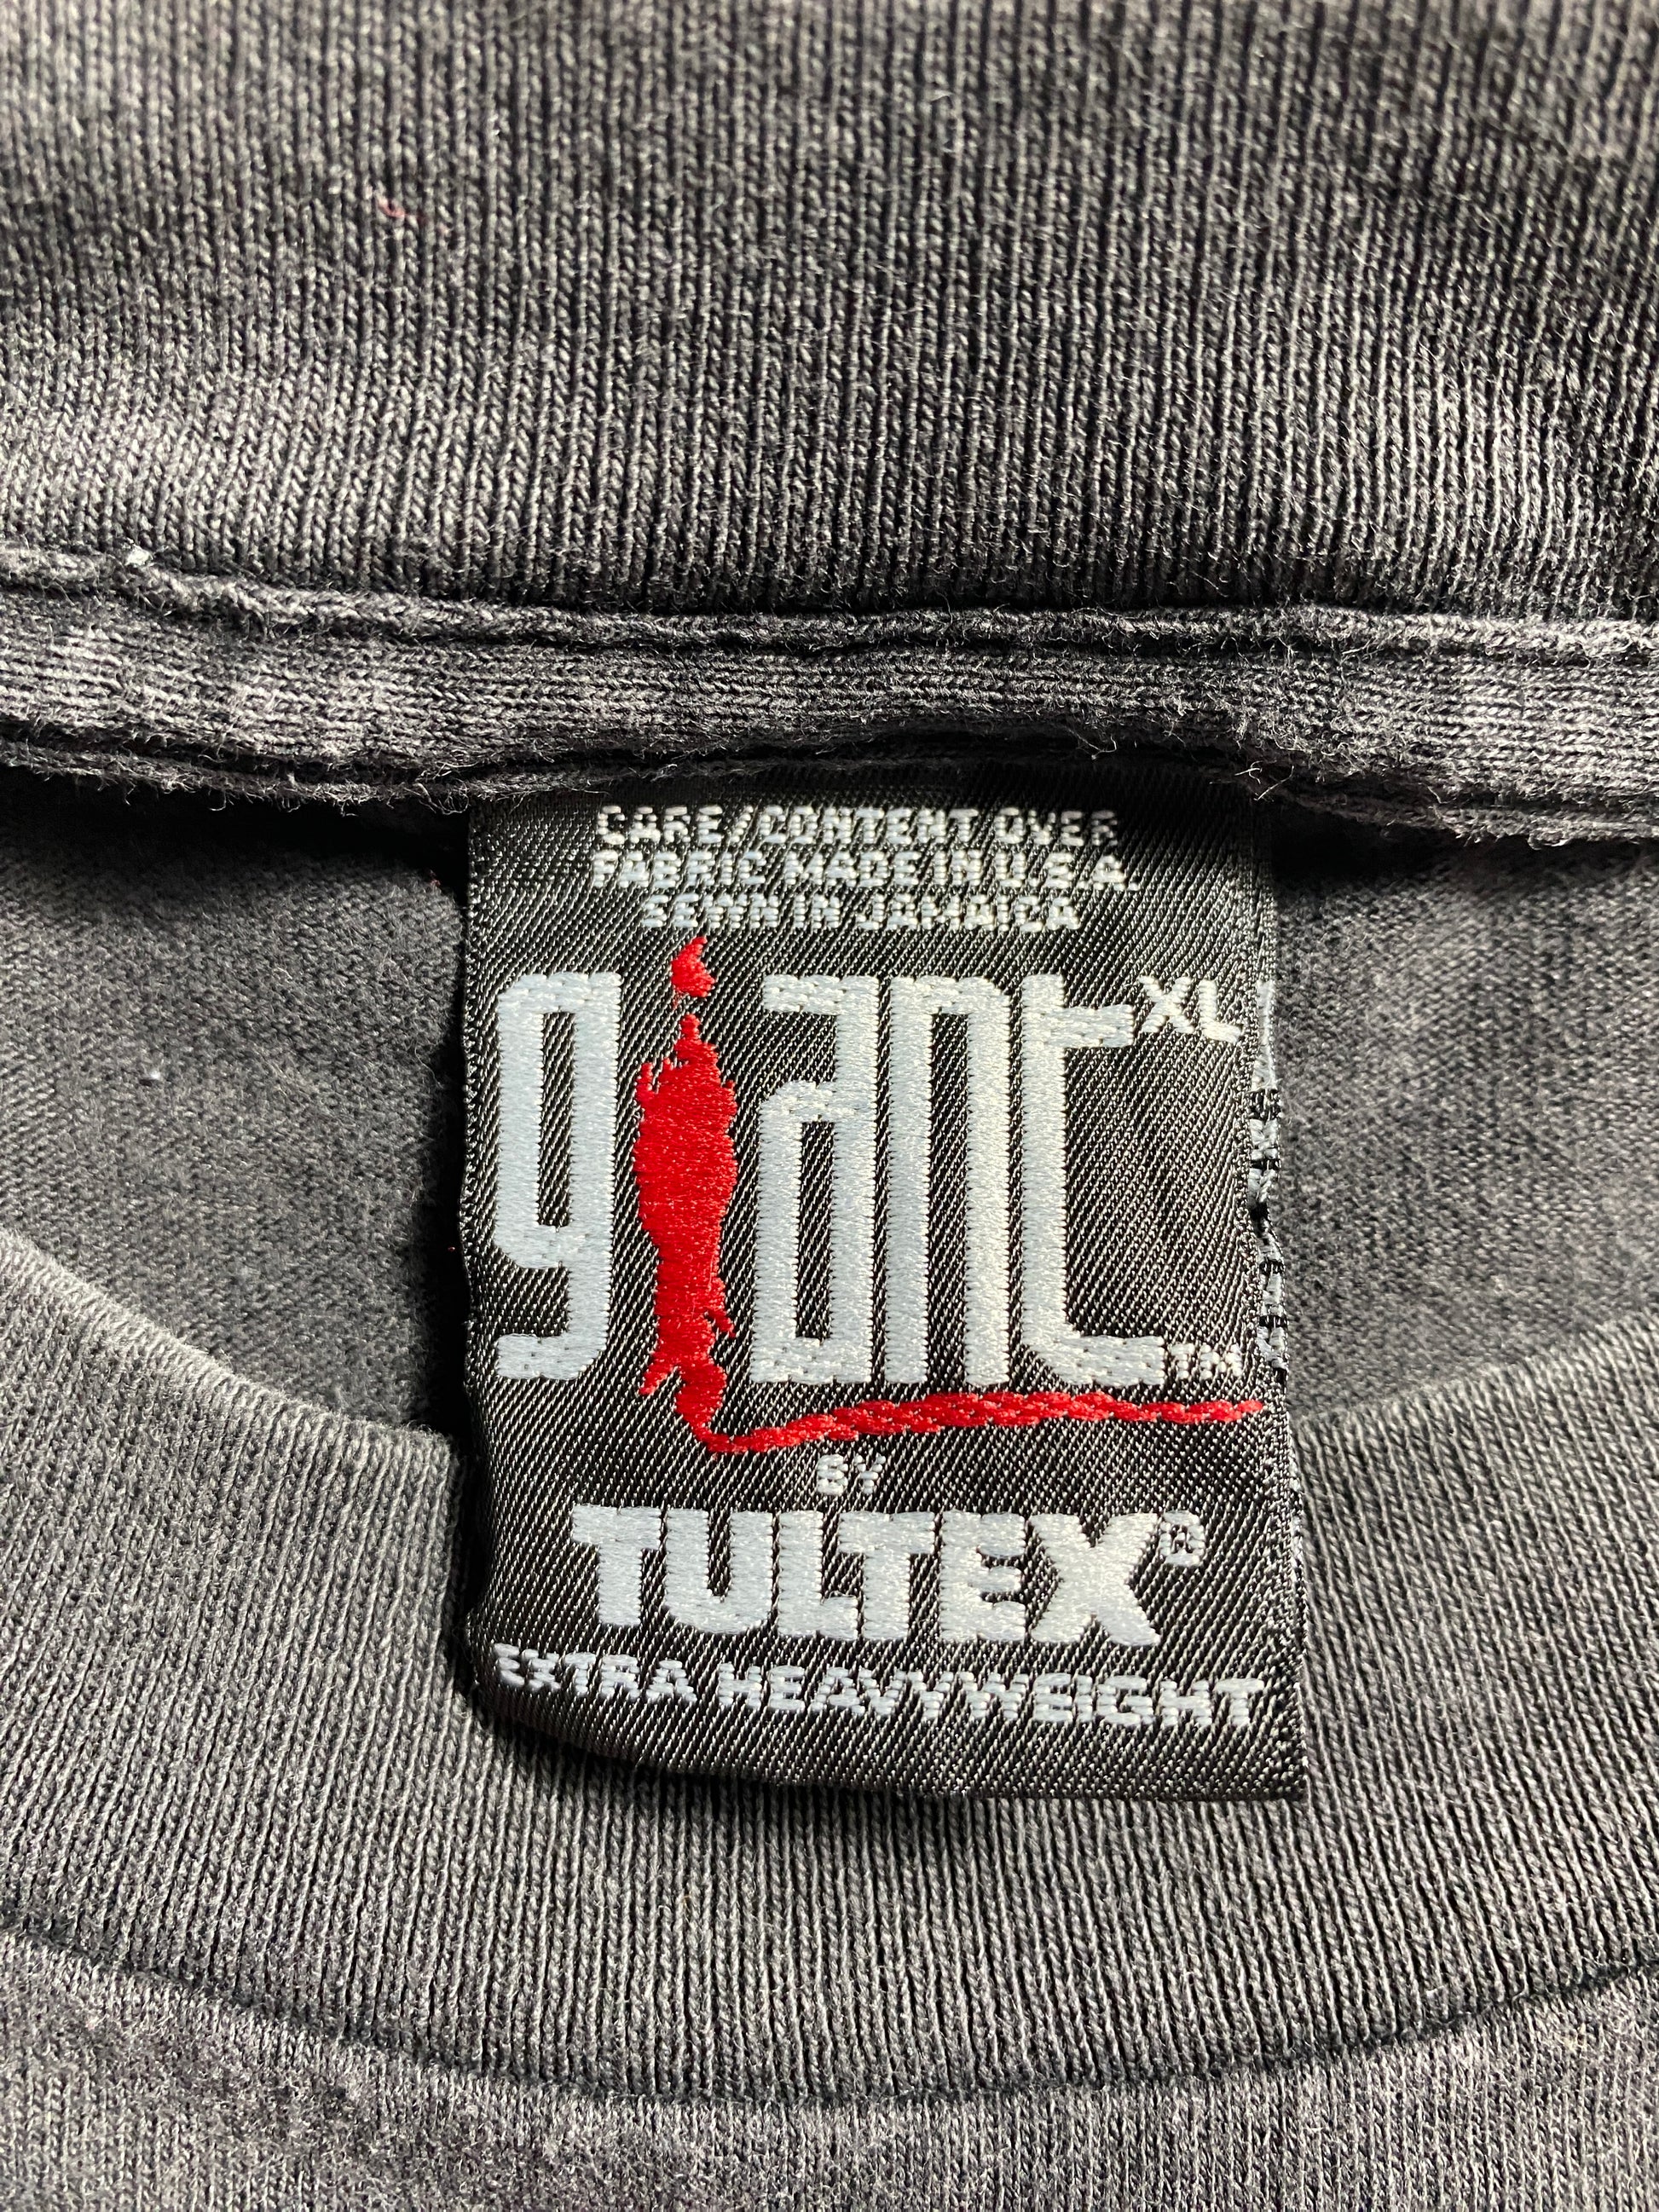 CARE/CONTENT OVER
FABRIC MADE IN U.S.A.
SEWN IN JAMAICA
giant XL
TM
BY
TULTEX®
EXTRA HEAVYWEIGHT